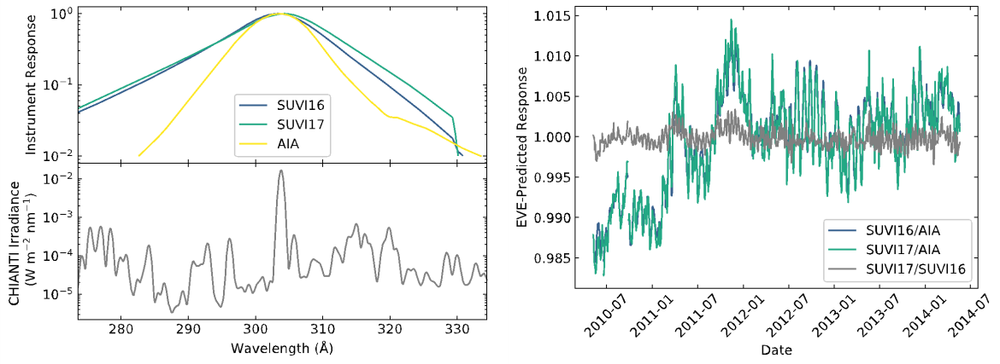 10⁰
10⁻¹
10⁻²
Instrument Response
SUVI16
SUVI17
AIA
10⁻²
10⁻³
10⁻⁴
10⁻⁵
CHIANTI Irradiance
(W m⁻² nm⁻¹)
280 290 300 310 320 330
Wavelength (Å)
1.015
1.010
1.005
1.000
0.995
0.990
0.985
EVE-Predicted Response
SUVI16/AIA
SUVI17/AIA
SUVI17/SUVI16
2010-07 2011-01 2011-07 2012-01 2012-07 2013-01 2013-07 2014-01 2014-07
Date